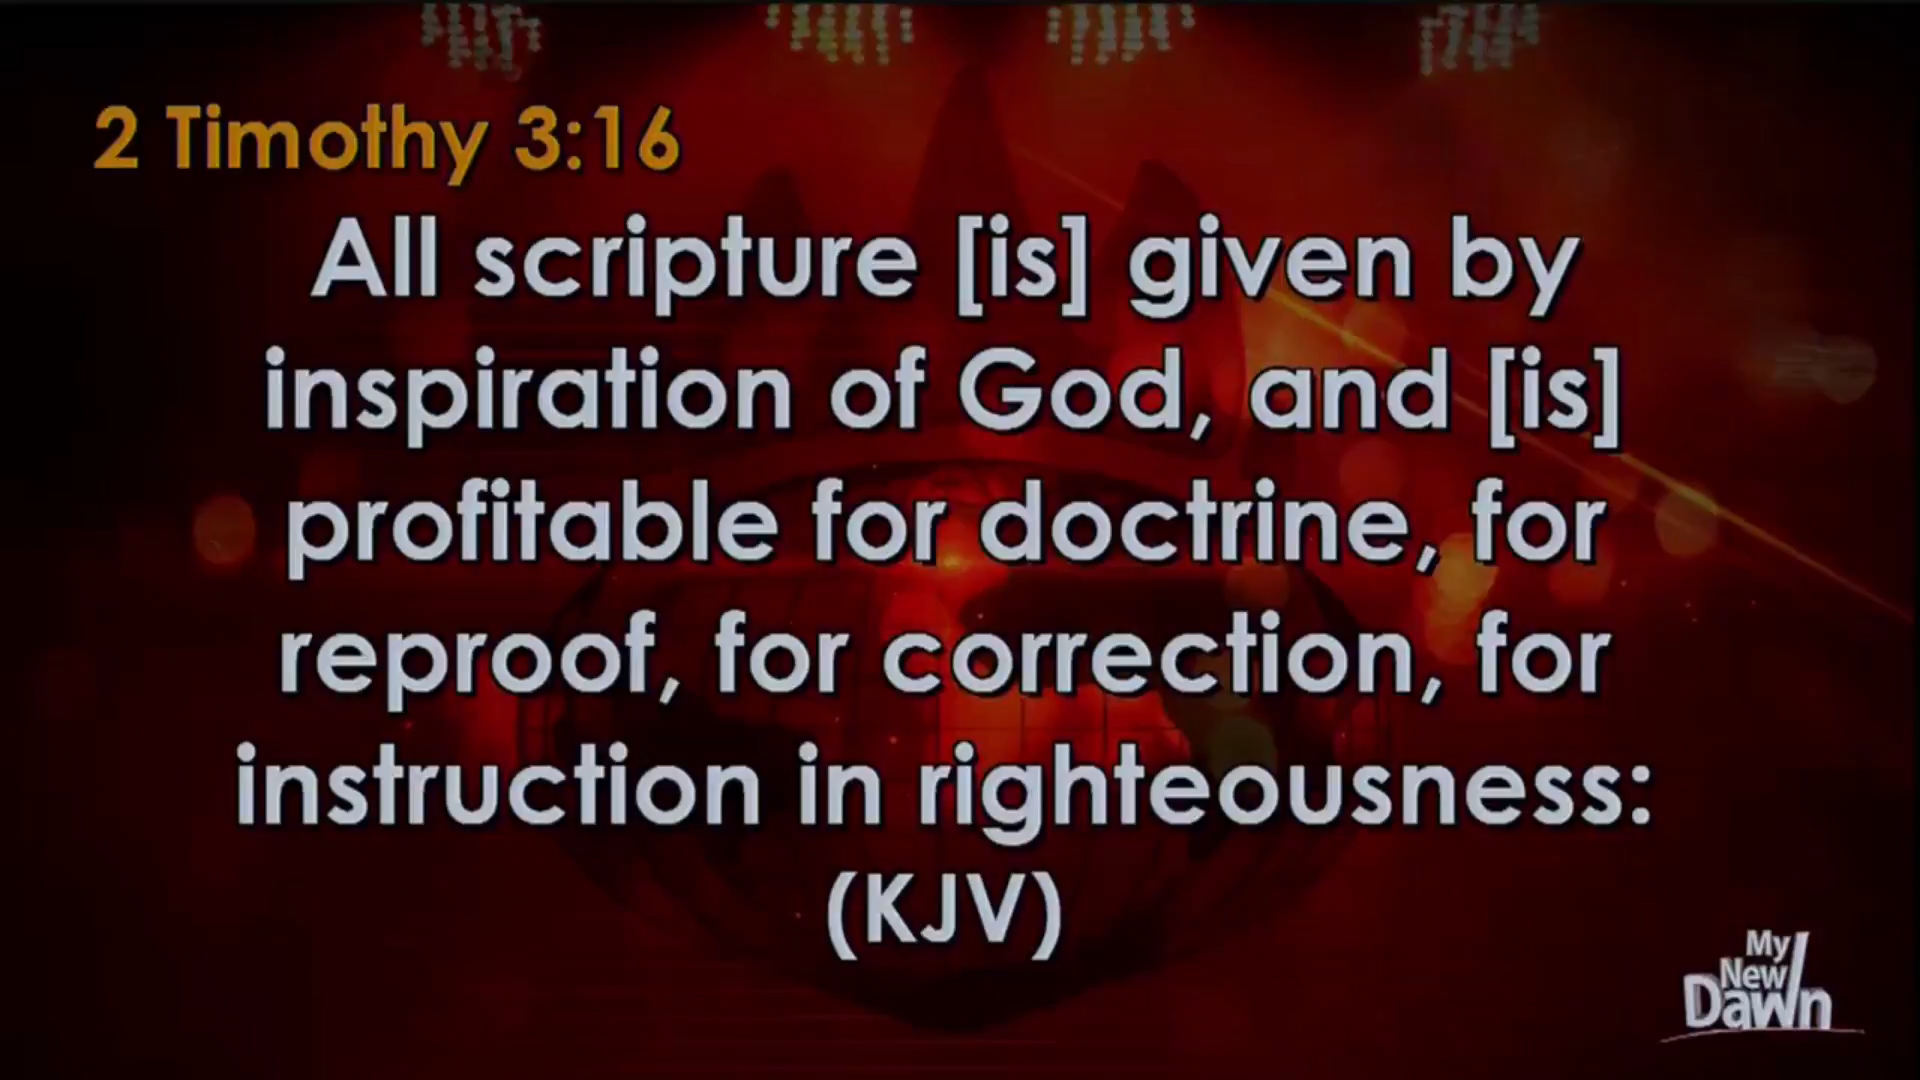 2 Timothy 3:16
All scripture [is] given by
inspiration of God, and [is]
profitable for doctrine, for
reproof, for correction, for
instruction in righteousness:
(KJV)
My
New
Dawn